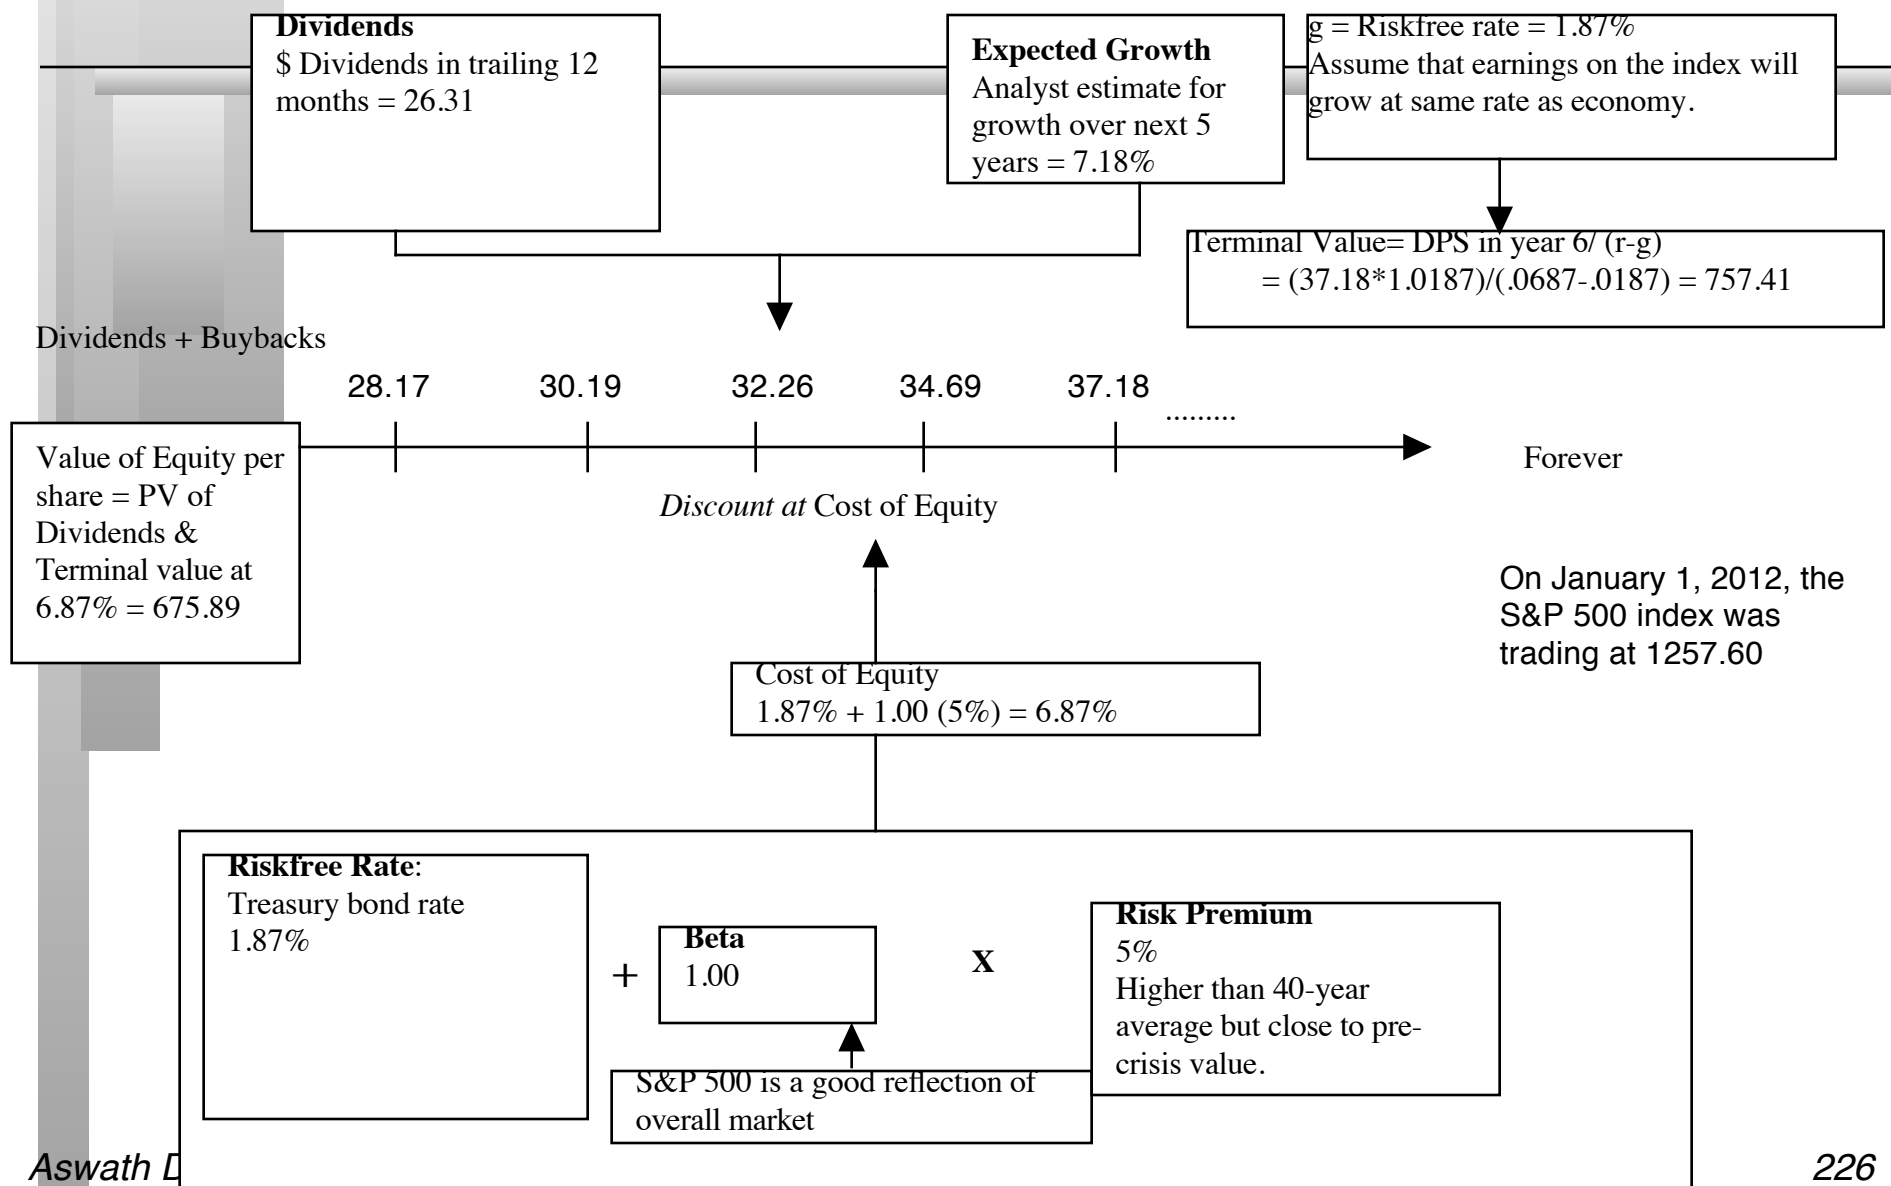 Dividends
$ Dividends in trailing 12
months = 26.31
Expected Growth
Analyst estimate for
growth over next 5
years = 7.18%
g = Riskfree rate = 1.87%
Assume that earnings on the index will
grow at same rate as economy.
Terminal Value= DPS in year 6/ (r-g)
= (37.18*1.0187)/(.0687-.0187) = 757.41
Dividends + Buybacks
28.17 30.19 32.26 34.69 37.18 .........
Value of Equity per
share = PV of
Dividends &
Terminal value at
6.87% = 675.89
Forever
Discount at Cost of Equity
On January 1, 2012, the
S&P 500 index was
trading at 1257.60
Cost of Equity
1.87% + 1.00 (5%) = 6.87%
Riskfree Rate:
Treasury bond rate
1.87%
+
Beta
1.00
X
Risk Premium
5%
Higher than 40-year
average but close to pre-
crisis value.
S&P 500 is a good reflection of
overall market
Aswath
226